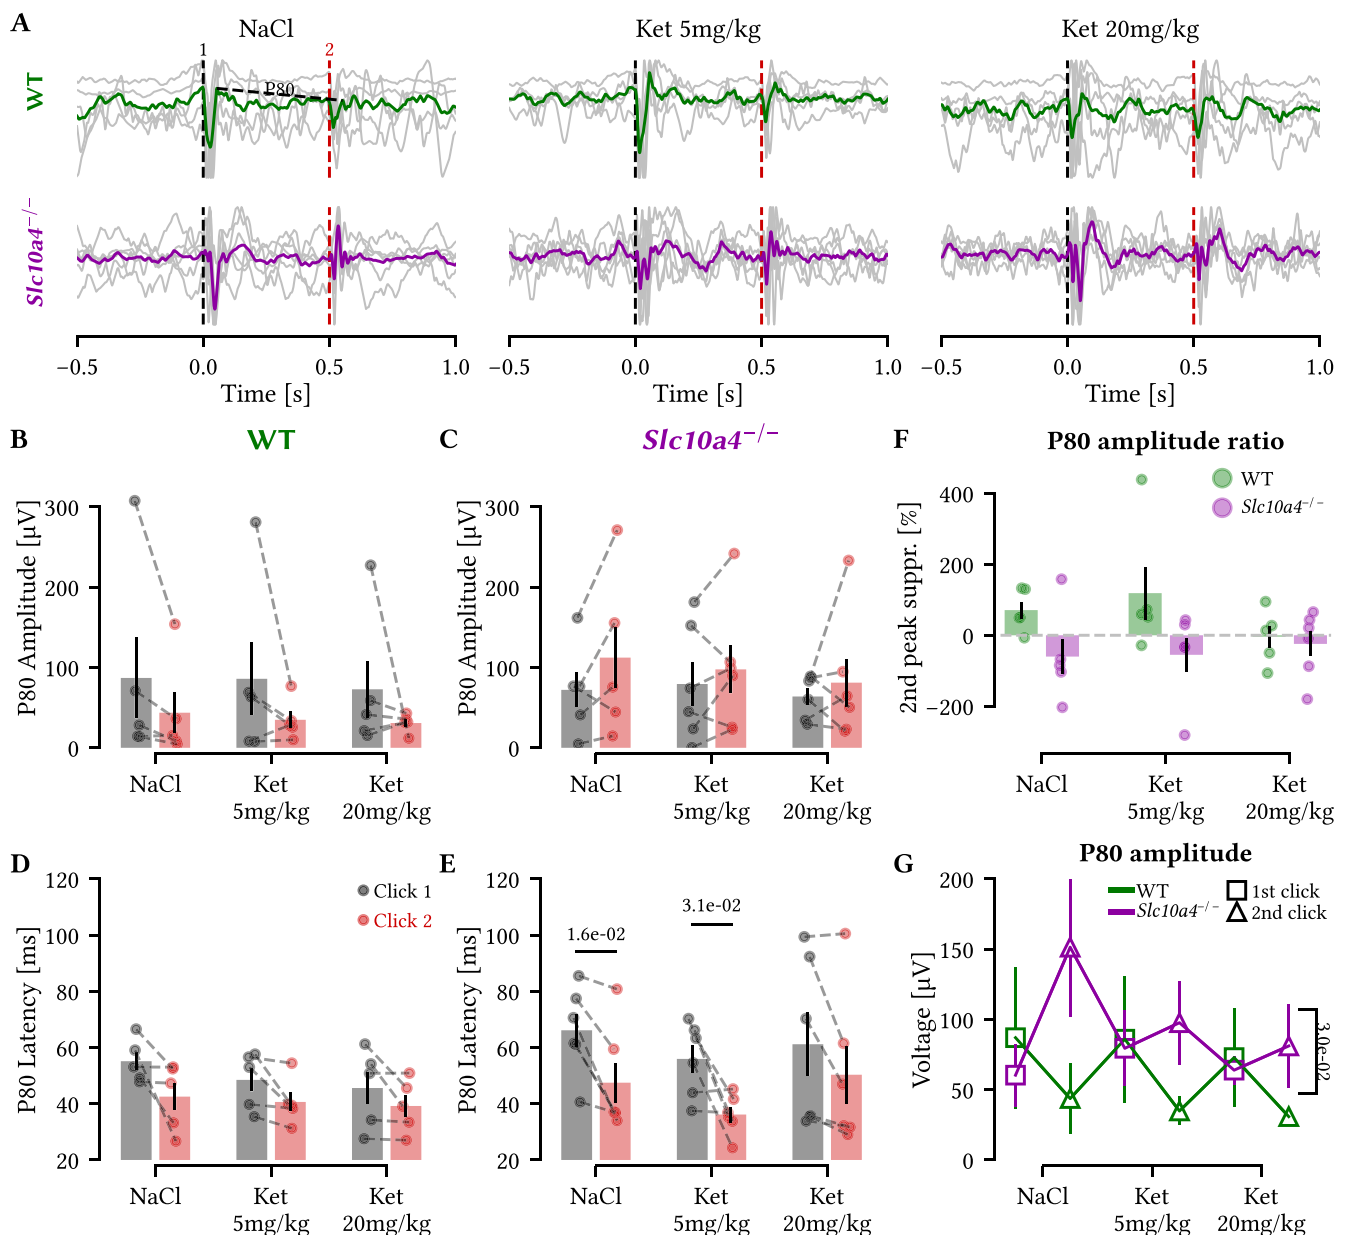 A
NaCl
Ket 5mg/kg
Ket 20mg/kg
1
2
P80
WT
Slc10a4−/−
−0.5 0.0 0.5 1.0
−0.5 0.0 0.5 1.0
−0.5 0.0 0.5 1.0
Time [s]
Time [s]
Time [s]
B
WT
P80 Amplitude [µV]
300
200
100
0
NaCl
Ket
5mg/kg
Ket
20mg/kg
C
Slc10a4−/−
P80 Amplitude [µV]
300
200
100
0
NaCl
Ket
5mg/kg
Ket
20mg/kg
F
P80 amplitude ratio
WT
Slc10a4−/−
2nd peak suppr. [%]
400
200
0
−200
NaCl
Ket
5mg/kg
Ket
20mg/kg
D
P80 Latency [ms]
120
100
80
60
40
20
Click 1
Click 2
NaCl
Ket
5mg/kg
Ket
20mg/kg
E
P80 Latency [ms]
120
100
80
60
40
20
1.6e-02
3.1e-02
NaCl
Ket
5mg/kg
Ket
20mg/kg
G
P80 amplitude
WT
Slc10a4−/−
1st click
2nd click
Voltage [µV]
200
150
100
50
0
3.0e-02
NaCl
Ket
5mg/kg
Ket
20mg/kg